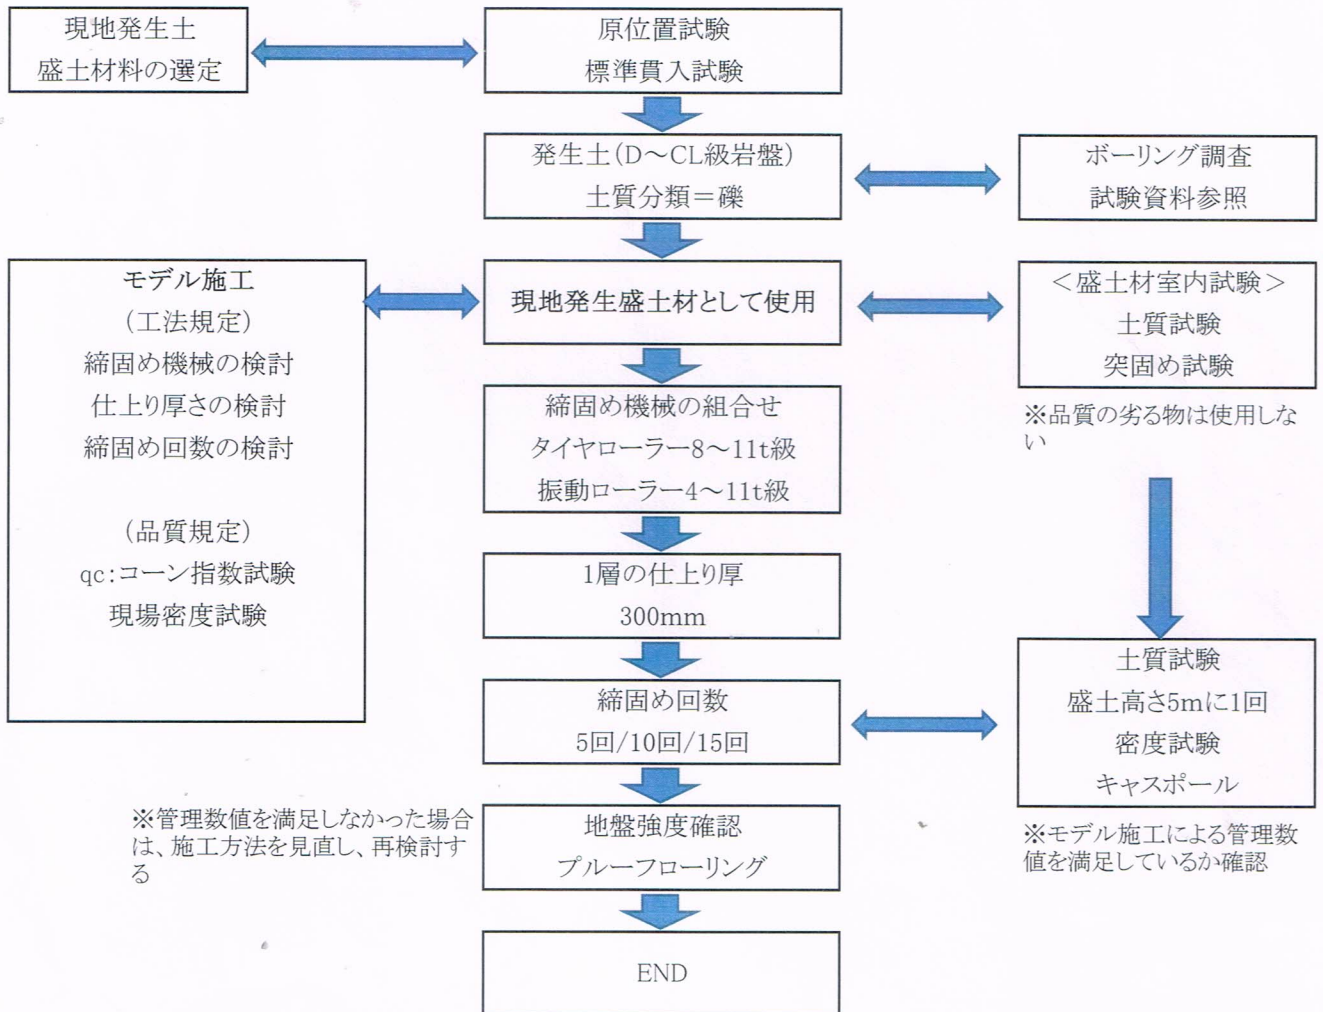 現地発生土
盛土材料の選定
原位置試験
標準貫入試験
発生土(D～CL級岩盤)
土質分類＝礫
ボーリング調査
試験資料参照
モデル施工
(工法規定)
締固め機械の検討
仕上り厚さの検討
締固め回数の検討
(品質規定)
qc:コーン指数試験
現場密度試験
現地発生盛土材として使用
＜盛土材室内試験＞
土質試験
突固め試験
※品質の劣る物は使用しな
い
締固め機械の組合せ
タイヤローラー8～11t級
振動ローラー4～11t級
1層の仕上り厚
300mm
締固め回数
5回/10回/15回
土質試験
盛土高さ5mに1回
密度試験
キャスポール
※モデル施工による管理数
値を満足しているか確認
※管理数値を満足しなかった場合
は、施工方法を見直し、再検討す
る
地盤強度確認
プルーフローリング
END